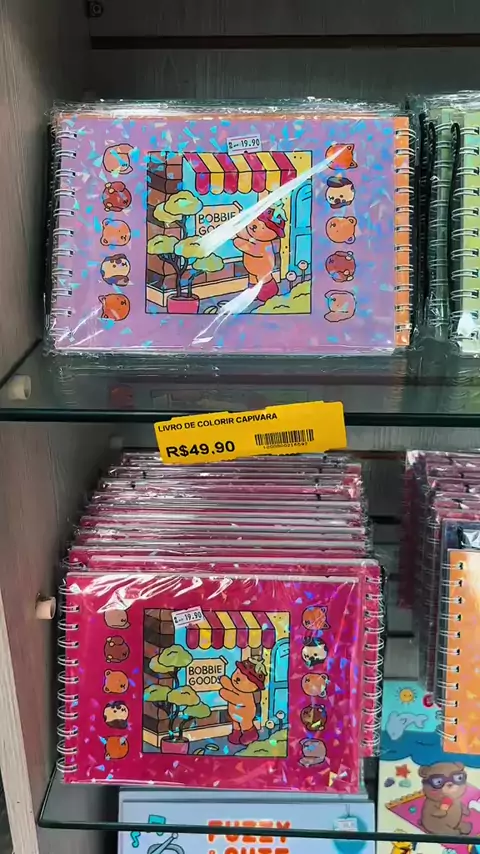 19.90
BOBBIE
GOODS
LIVRO DE COLORIR CAPIVARA
R$49.90
19.90
BOBBIE
GOODS
FUZZY